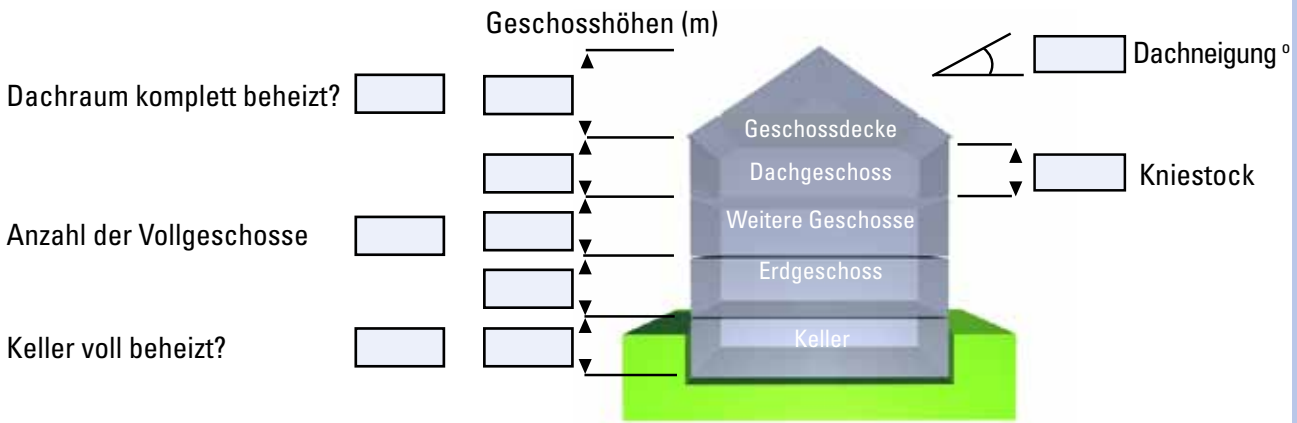 Geschosshöhen (m)
Dachneigung °
Dachraum komplett beheizt?
Geschossdecke
Dachgeschoss
Kniestock
Anzahl der Vollgeschosse
Weitere Geschosse
Erdgeschoss
Keller voll beheizt?
Keller